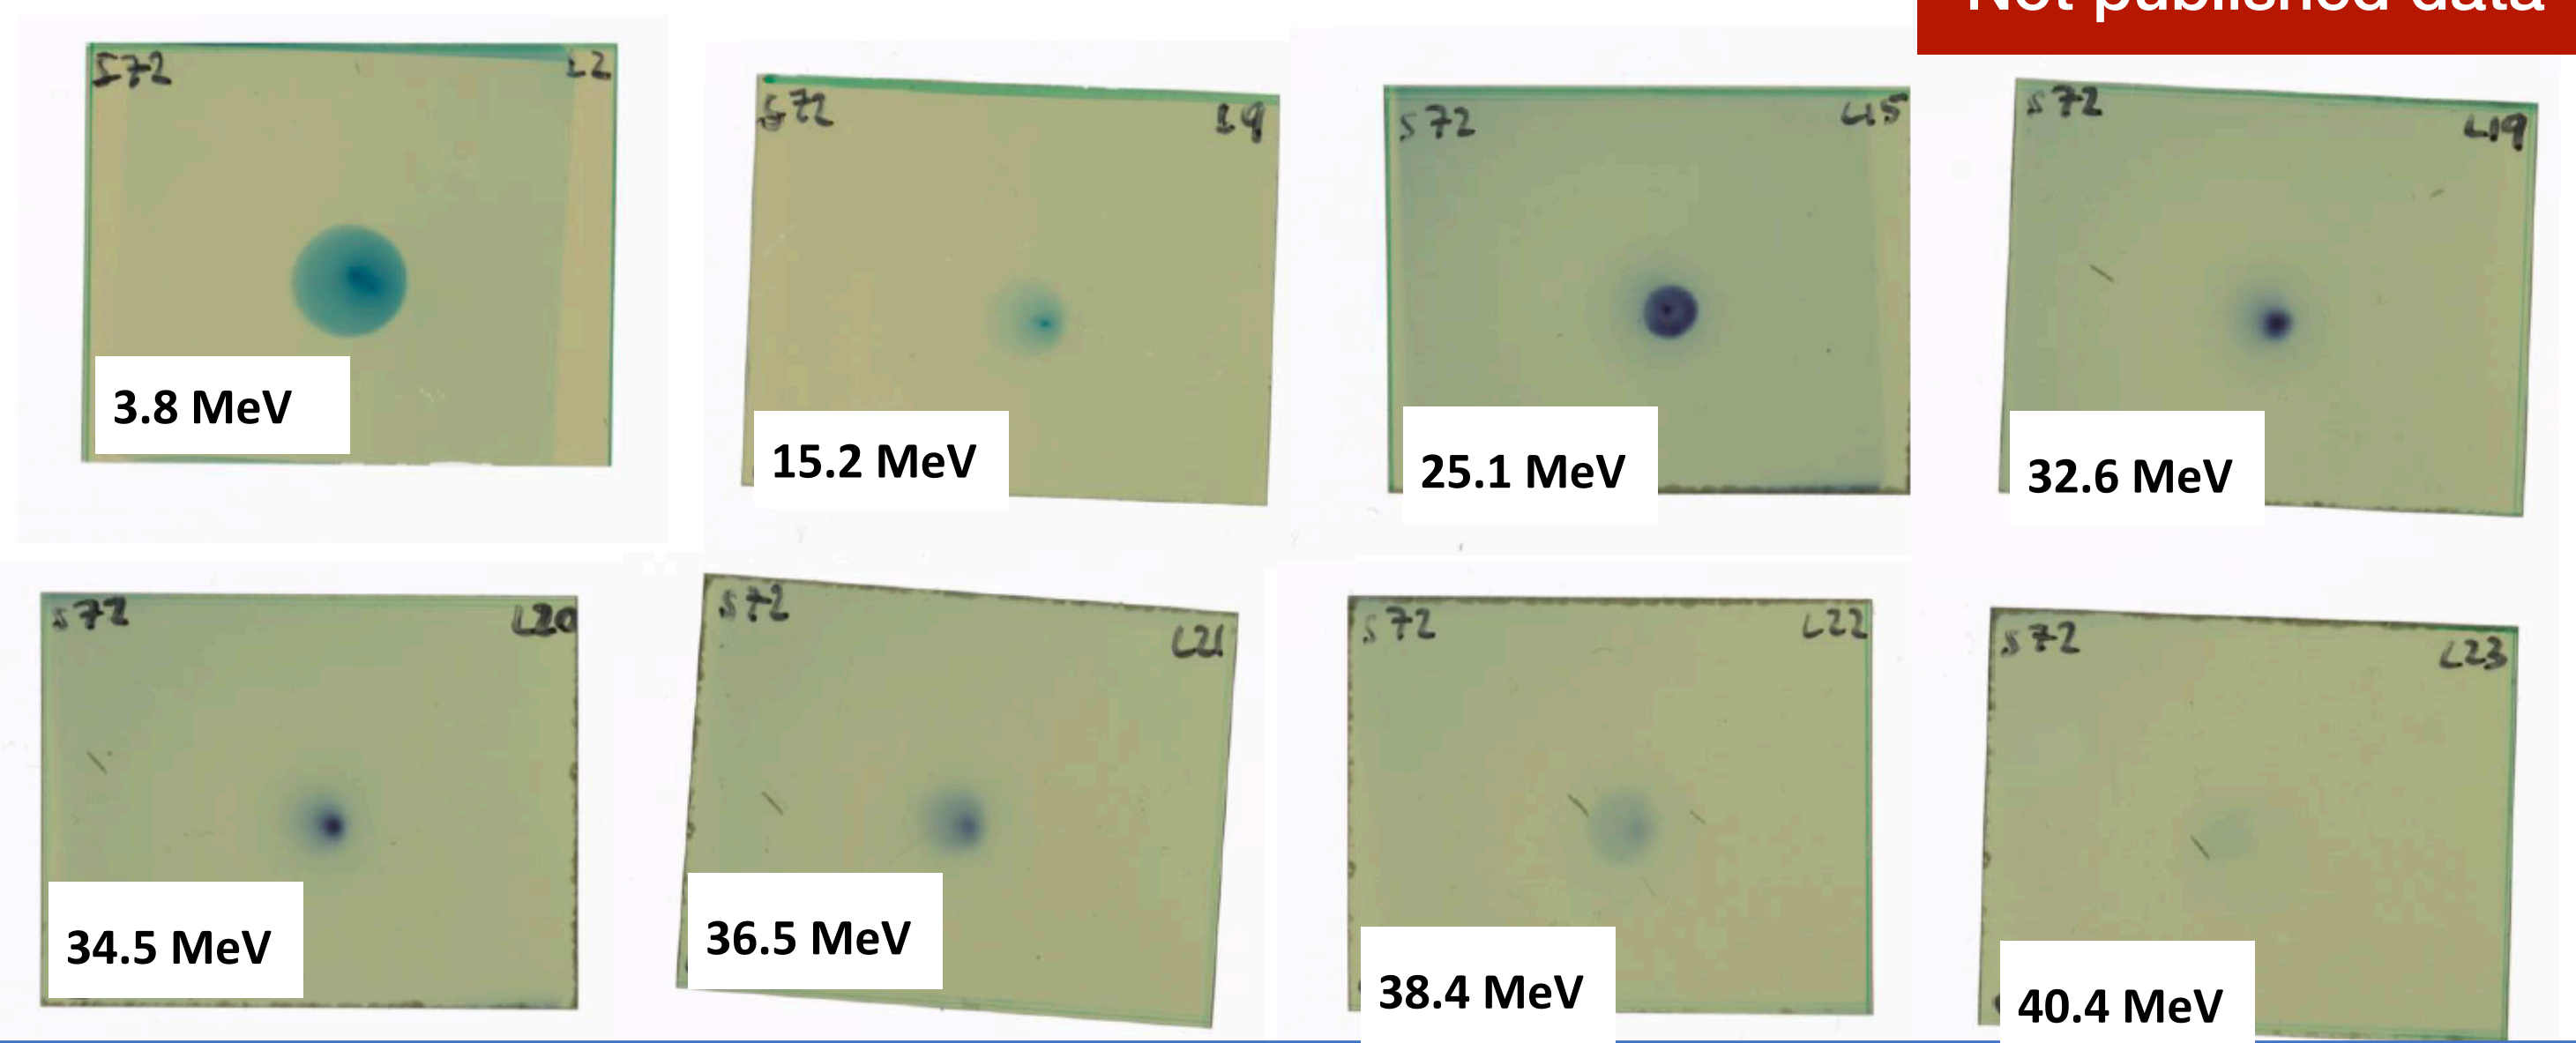 Not published data
S72 L2
3.8 MeV
S72 L9
15.2 MeV
S72 L15
25.1 MeV
S72 L19
32.6 MeV
S72 L20
34.5 MeV
S72 L21
36.5 MeV
S72 L22
38.4 MeV
S72 L23
40.4 MeV